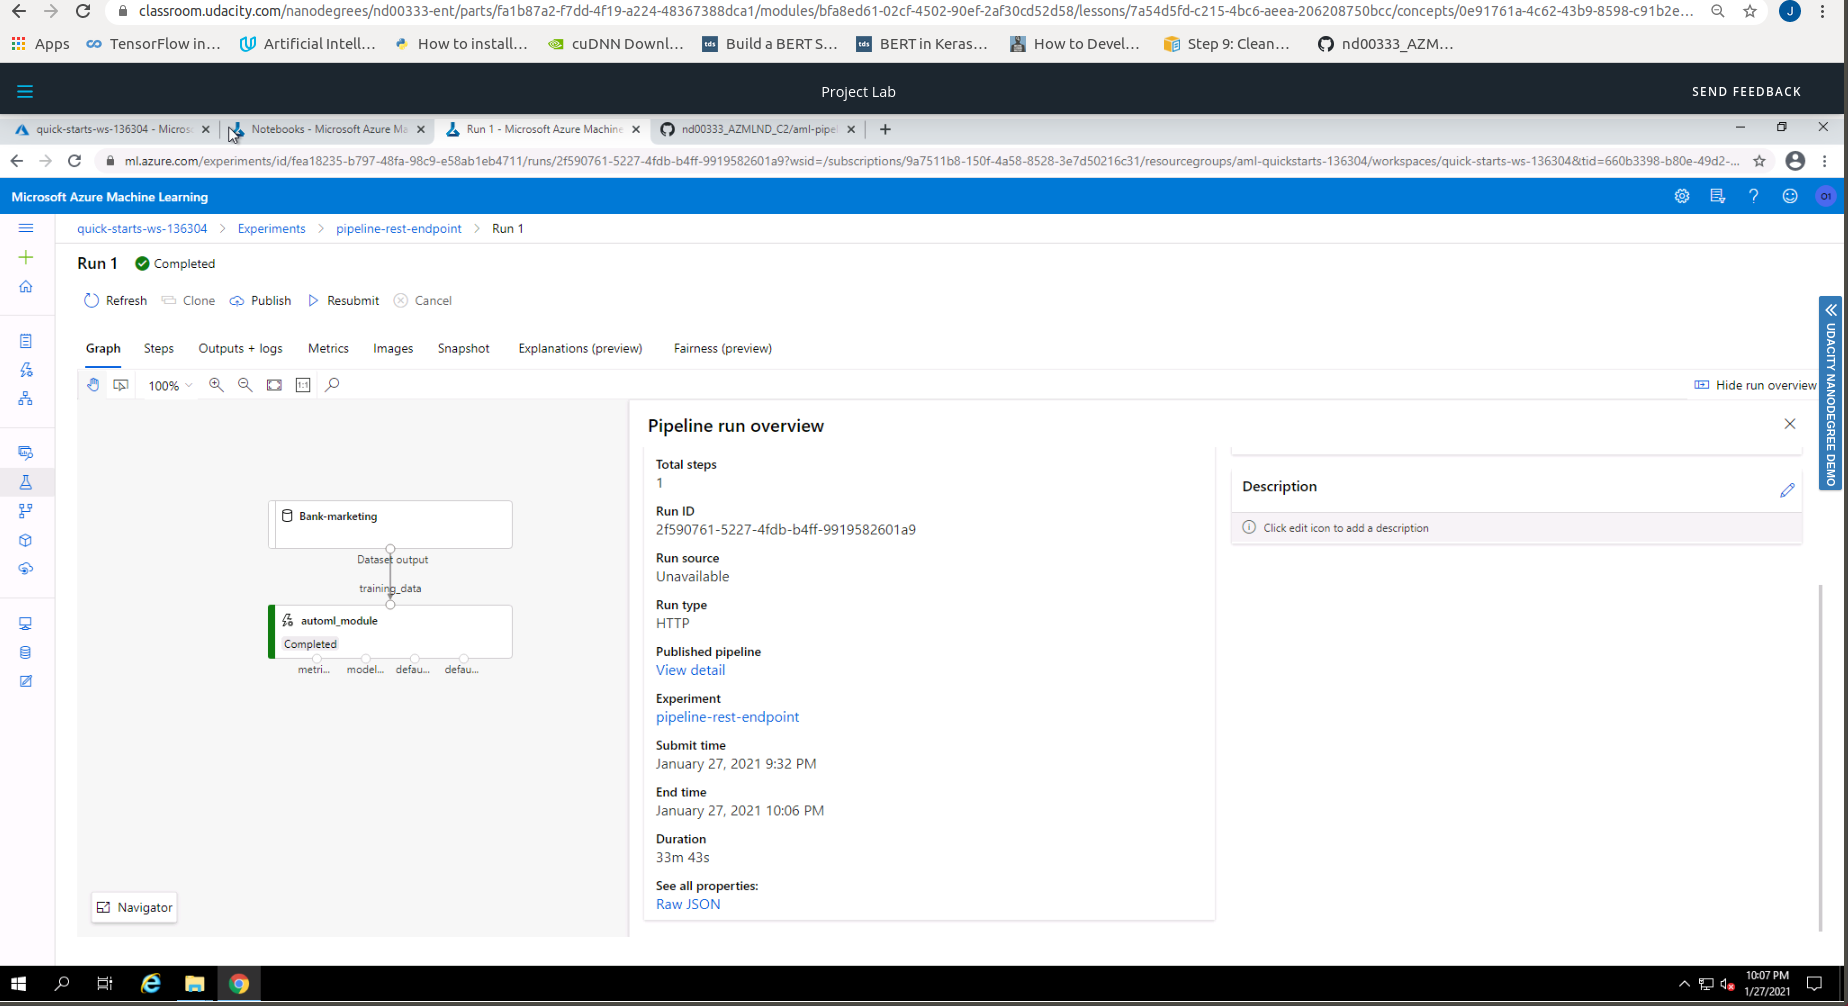 classroom.udacity.com/nanodegrees/nd00333-ent/parts/fa1b87a2-f7dd-4f19-a224-48367388dca1/modules/bfa8ed61-02cf-4502-90ef-2af30cd52d58/lessons/7a54d5fd-c215-4bc6-aeea-206208750bcc/concepts/0e91761a-4c62-43b9-8598-c91b2e... J
Apps TensorFlow in... Artificial Intell... How to install... cuDNN Downl... Build a BERT S... BERT in Keras... How to Devel... Step 9: Clean... nd00333_AZM...
Project Lab SEND FEEDBACK
quick-starts-ws-136304 - Micros Notebooks - Microsoft Azure Ma Run 1 - Microsoft Azure Machine nd00333_AZMLND_C2/aml-pipel
ml.azure.com/experiments/id/fea18235-b797-48fa-98c9-e58ab1eb4711/runs/2f590761-5227-4fdb-b4ff-9919582601a9?wsid=/subscriptions/9a7511b8-150f-4a58-8528-3e7d50216c31/resourcegroups/aml-quickstarts-136304/workspaces/quick-starts-ws-136304&tid=660b3398-b80e-49d2-...
Microsoft Azure Machine Learning O1
quick-starts-ws-136304 > Experiments > pipeline-rest-endpoint > Run 1
Run 1 Completed
Refresh Clone Publish Resubmit Cancel
Graph Steps Outputs + logs Metrics Images Snapshot Explanations (preview) Fairness (preview)
100% 1:1 Hide run overview
UDACITY NANODEGREE DEMO
Bank-marketing
Dataset output
training_data
automl_module
Completed
metri... model... defau... defau...
Navigator
Pipeline run overview
Total steps
1
Run ID
2f590761-5227-4fdb-b4ff-9919582601a9
Run source
Unavailable
Run type
HTTP
Published pipeline
View detail
Experiment
pipeline-rest-endpoint
Submit time
January 27, 2021 9:32 PM
End time
January 27, 2021 10:06 PM
Duration
33m 43s
See all properties:
Raw JSON
Description
Click edit icon to add a description
10:07 PM
1/27/2021